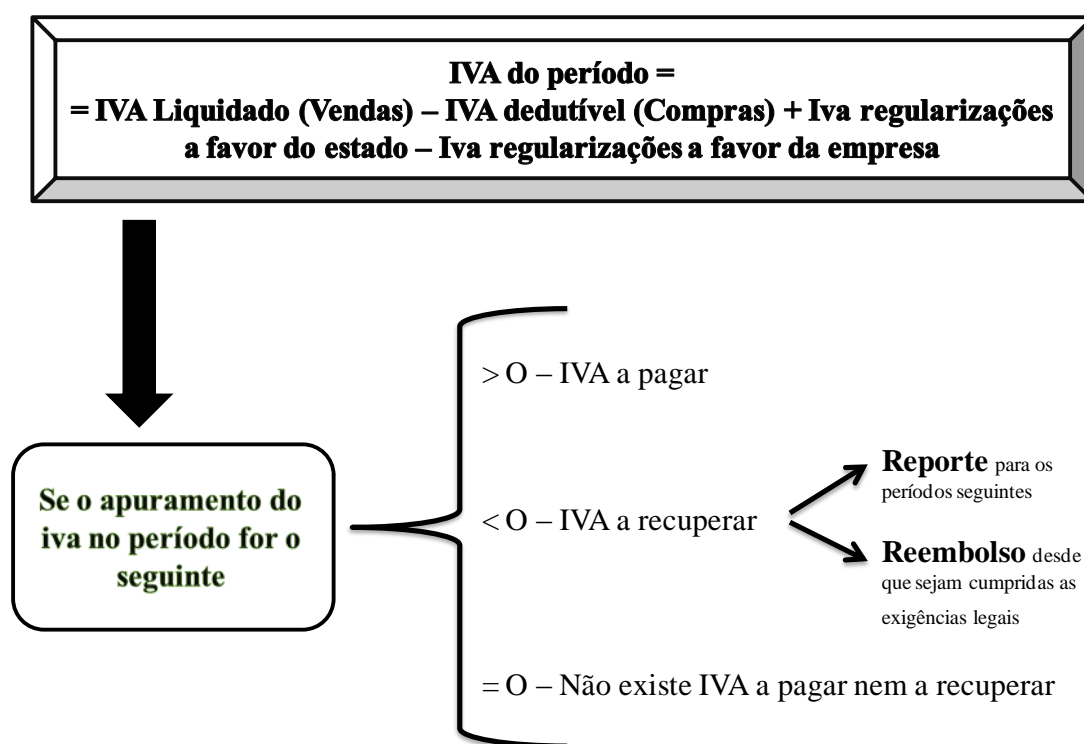 IVA do período =
= IVA Liquidado (Vendas) – IVA dedutível (Compras) + Iva regularizações
a favor do estado – Iva regularizações a favor da empresa
Se o apuramento do
iva no período for o
seguinte
> O – IVA a pagar
< O – IVA a recuperar
Reporte para os
períodos seguintes
Reembolso desde
que sejam cumpridas as
exigências legais
= O – Não existe IVA a pagar nem a recuperar